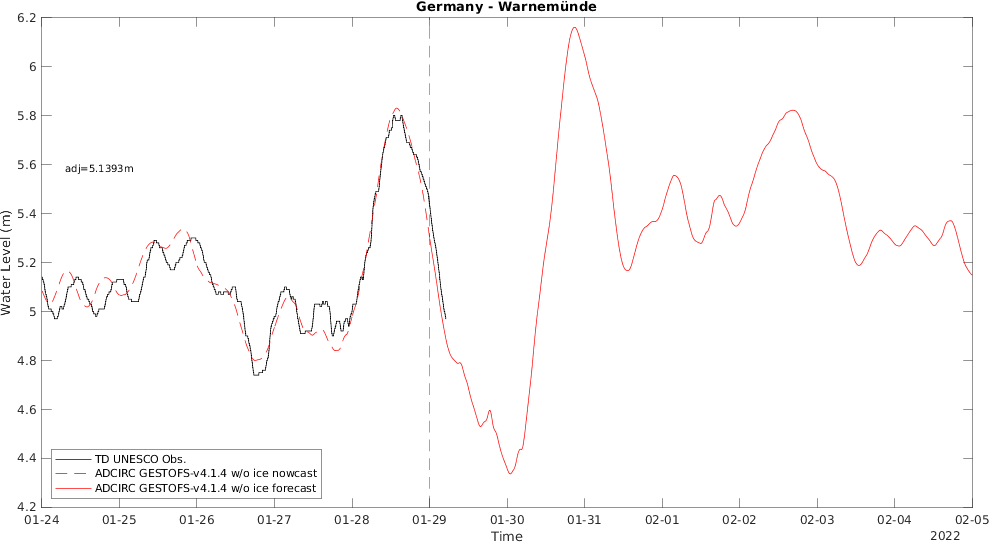 Germany - Warnemünde
6.2
6
5.8
5.6
5.4
5.2
5
4.8
4.6
4.4
4.2
Water Level (m)
adj=5.1393m
TD UNESCO Obs.
ADCIRC GESTOFS-v4.1.4 w/o ice nowcast
ADCIRC GESTOFS-v4.1.4 w/o ice forecast
01-24 01-25 01-26 01-27 01-28 01-29 01-30 01-31 02-01 02-02 02-03 02-04 02-05
Time
2022